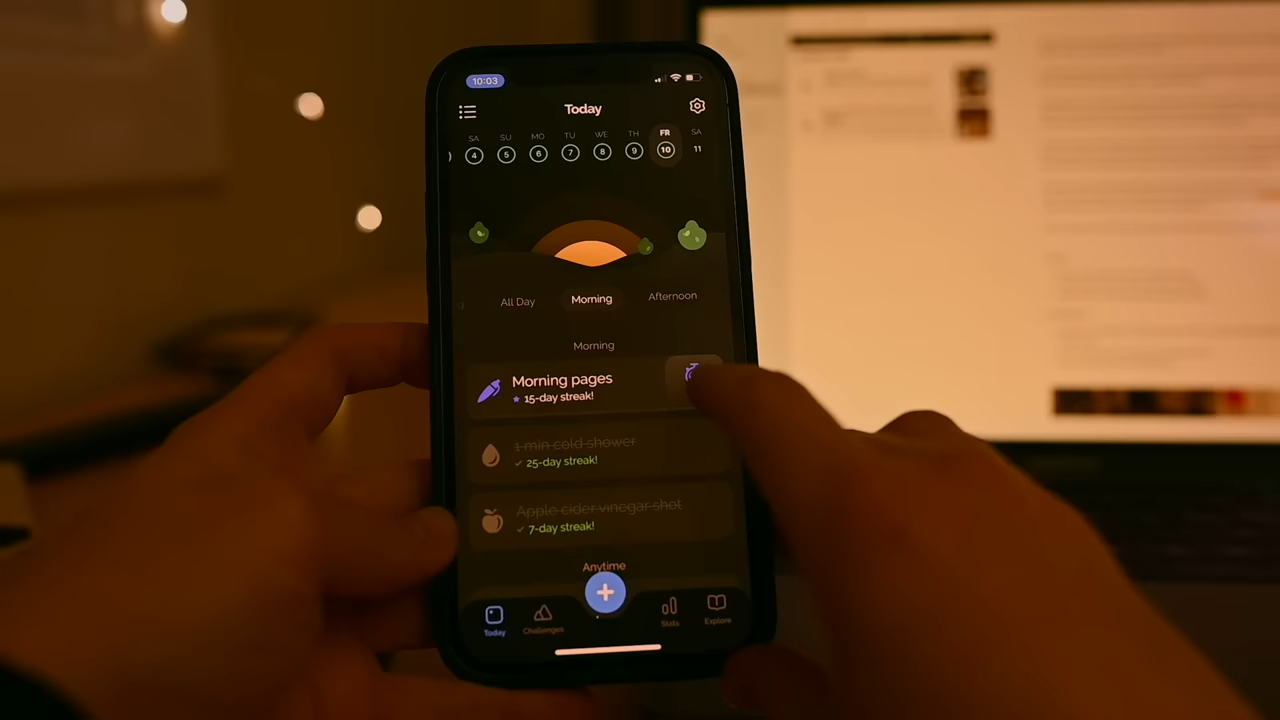 10:03
Today
SA SU MO TU WE TH FR SA
4 5 6 7 8 9 10 11
All Day Morning Afternoon
Morning
Morning pages
15-day streak!
1 min cold shower
25-day streak!
Apple cider vinegar shot
7-day streak!
Anytime
+
Today Challenges Stats Explore